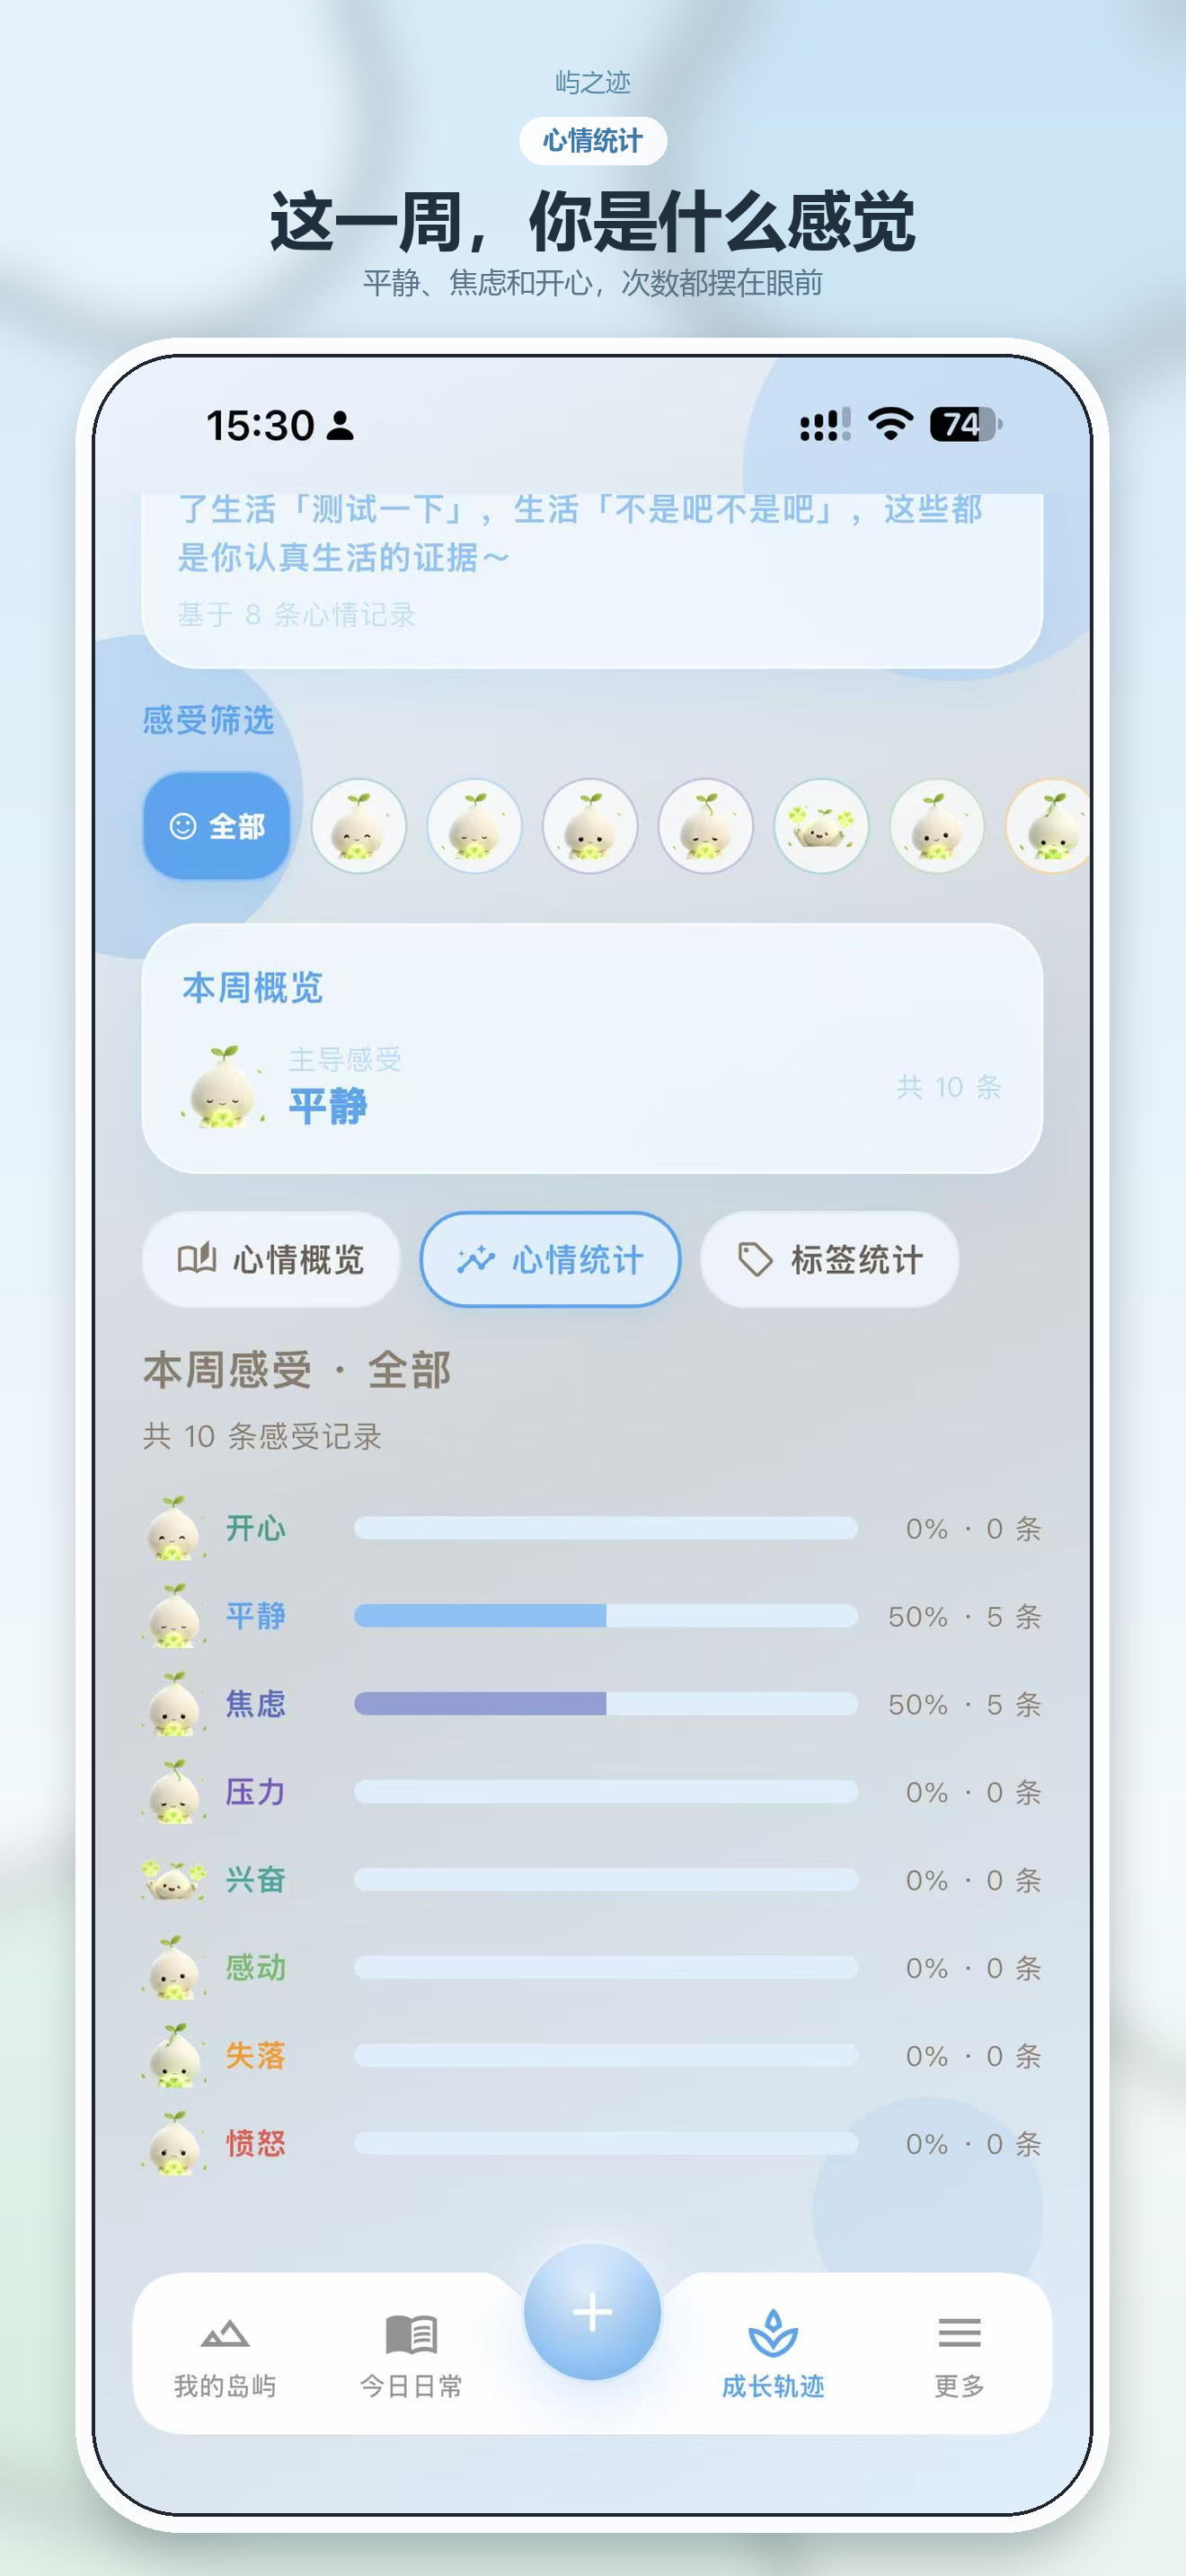 屿之迹
心情统计
这一周，你是什么感觉
平静、焦虑和开心，次数都摆在眼前
15:30
74
了生活「测试一下」，生活「不是吧不是吧」，这些都
是你认真生活的证据～
基于 8 条心情记录
感受筛选
全部
本周概览
主导感受
平静
共 10 条
心情概览
心情统计
标签统计
本周感受 · 全部
共 10 条感受记录
开心 0% · 0 条
平静 50% · 5 条
焦虑 50% · 5 条
压力 0% · 0 条
兴奋 0% · 0 条
感动 0% · 0 条
失落 0% · 0 条
愤怒 0% · 0 条
我的岛屿
今日日常
成长轨迹
更多